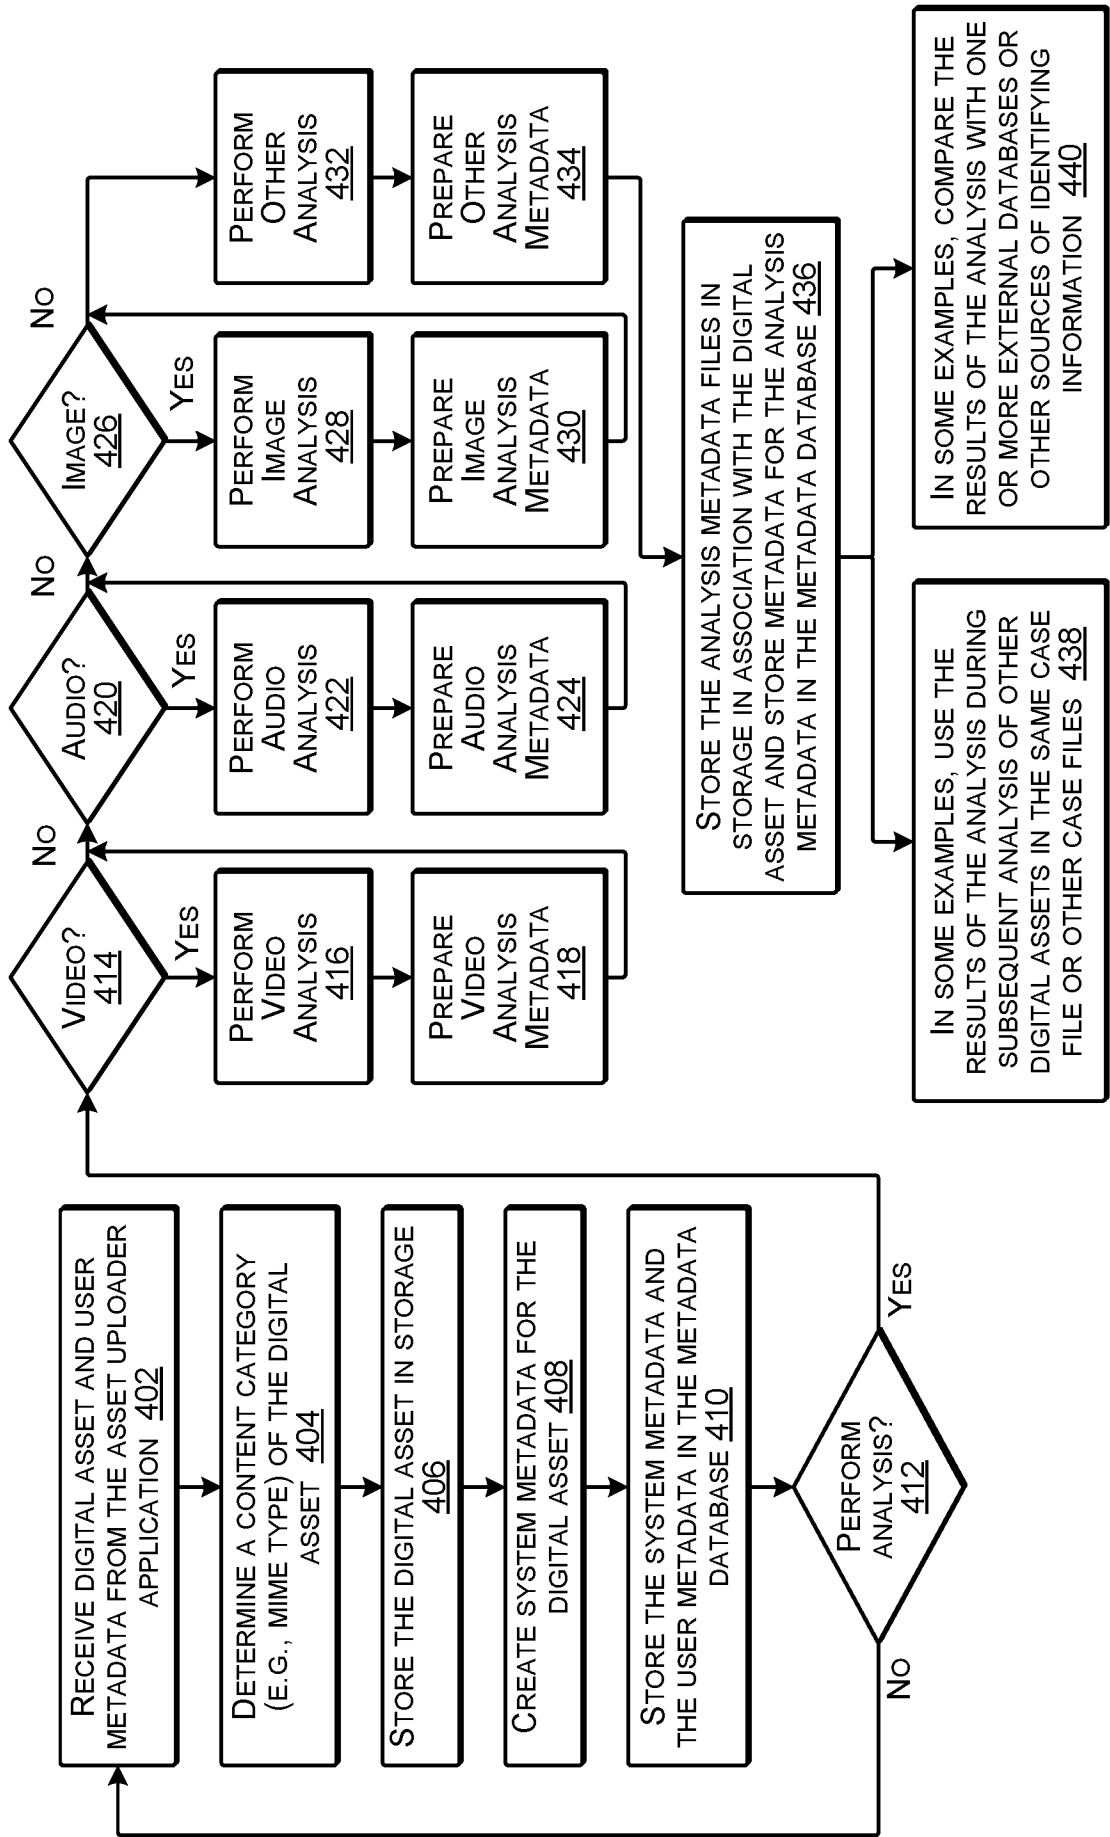 RECEIVE DIGITAL ASSET AND USER
METADATA FROM THE ASSET UPLOADER
APPLICATION 402
DETERMINE A CONTENT CATEGORY
(E.G., MIME TYPE) OF THE DIGITAL
ASSET 404
STORE THE DIGITAL ASSET IN STORAGE
406
CREATE SYSTEM METADATA FOR THE
DIGITAL ASSET 408
STORE THE SYSTEM METADATA AND
THE USER METADATA IN THE METADATA
DATABASE 410
PERFORM
ANALYSIS?
412
NO
YES
VIDEO?
414
NO
YES
PERFORM
VIDEO
ANALYSIS
416
PREPARE
VIDEO
ANALYSIS
METADATA
418
AUDIO?
420
NO
YES
PERFORM
AUDIO
ANALYSIS
422
PREPARE
AUDIO
ANALYSIS
METADATA
424
IMAGE?
426
NO
YES
PERFORM
IMAGE
ANALYSIS
428
PREPARE
IMAGE
ANALYSIS
METADATA
430
PERFORM
OTHER
ANALYSIS
432
PREPARE
OTHER
ANALYSIS
METADATA
434
STORE THE ANALYSIS METADATA FILES IN
STORAGE IN ASSOCIATION WITH THE DIGITAL
ASSET AND STORE METADATA FOR THE ANALYSIS
METADATA IN THE METADATA DATABASE 436
IN SOME EXAMPLES, USE THE
RESULTS OF THE ANALYSIS DURING
SUBSEQUENT ANALYSIS OF OTHER
DIGITAL ASSETS IN THE SAME CASE
FILE OR OTHER CASE FILES 438
IN SOME EXAMPLES, COMPARE THE
RESULTS OF THE ANALYSIS WITH ONE
OR MORE EXTERNAL DATABASES OR
OTHER SOURCES OF IDENTIFYING
INFORMATION 440